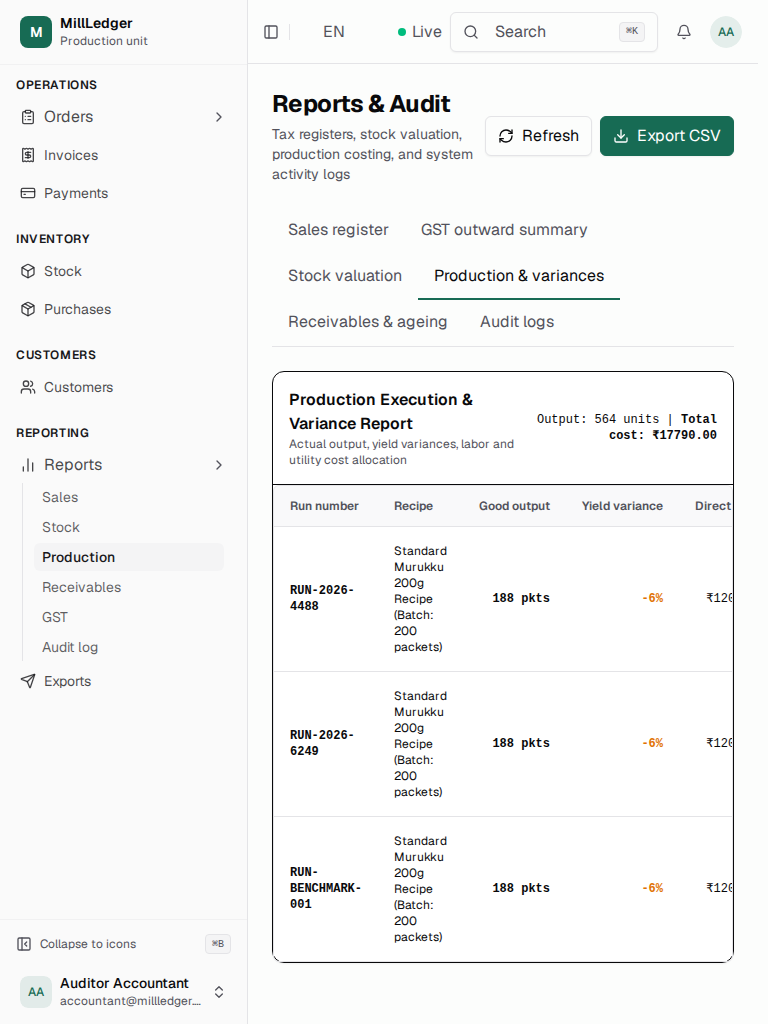 M
MillLedger
Production unit
OPERATIONS
Orders
Invoices
Payments
INVENTORY
Stock
Purchases
CUSTOMERS
Customers
REPORTING
Reports
Sales
Stock
Production
Receivables
GST
Audit log
Exports
Collapse to icons ⌘B
AA
Auditor Accountant
accountant@millledger....
EN
Live
Search ⌘K
AA
Reports & Audit
Tax registers, stock valuation,
production costing, and system
activity logs
Refresh
Export CSV
Sales register GST outward summary
Stock valuation Production & variances
Receivables & ageing Audit logs
Production Execution &
Variance Report
Actual output, yield variances, labor and
utility cost allocation
Output: 564 units | Total
cost: ₹17790.00
Run number Recipe Good output Yield variance Direct
RUN-2026-
4488
Standard
Murukku
200g
Recipe
(Batch:
200
packets)
188 pkts
-6%
₹120
RUN-2026-
6249
Standard
Murukku
200g
Recipe
(Batch:
200
packets)
188 pkts
-6%
₹120
RUN-
BENCHMARK-
001
Standard
Murukku
200g
Recipe
(Batch:
200
packets)
188 pkts
-6%
₹120